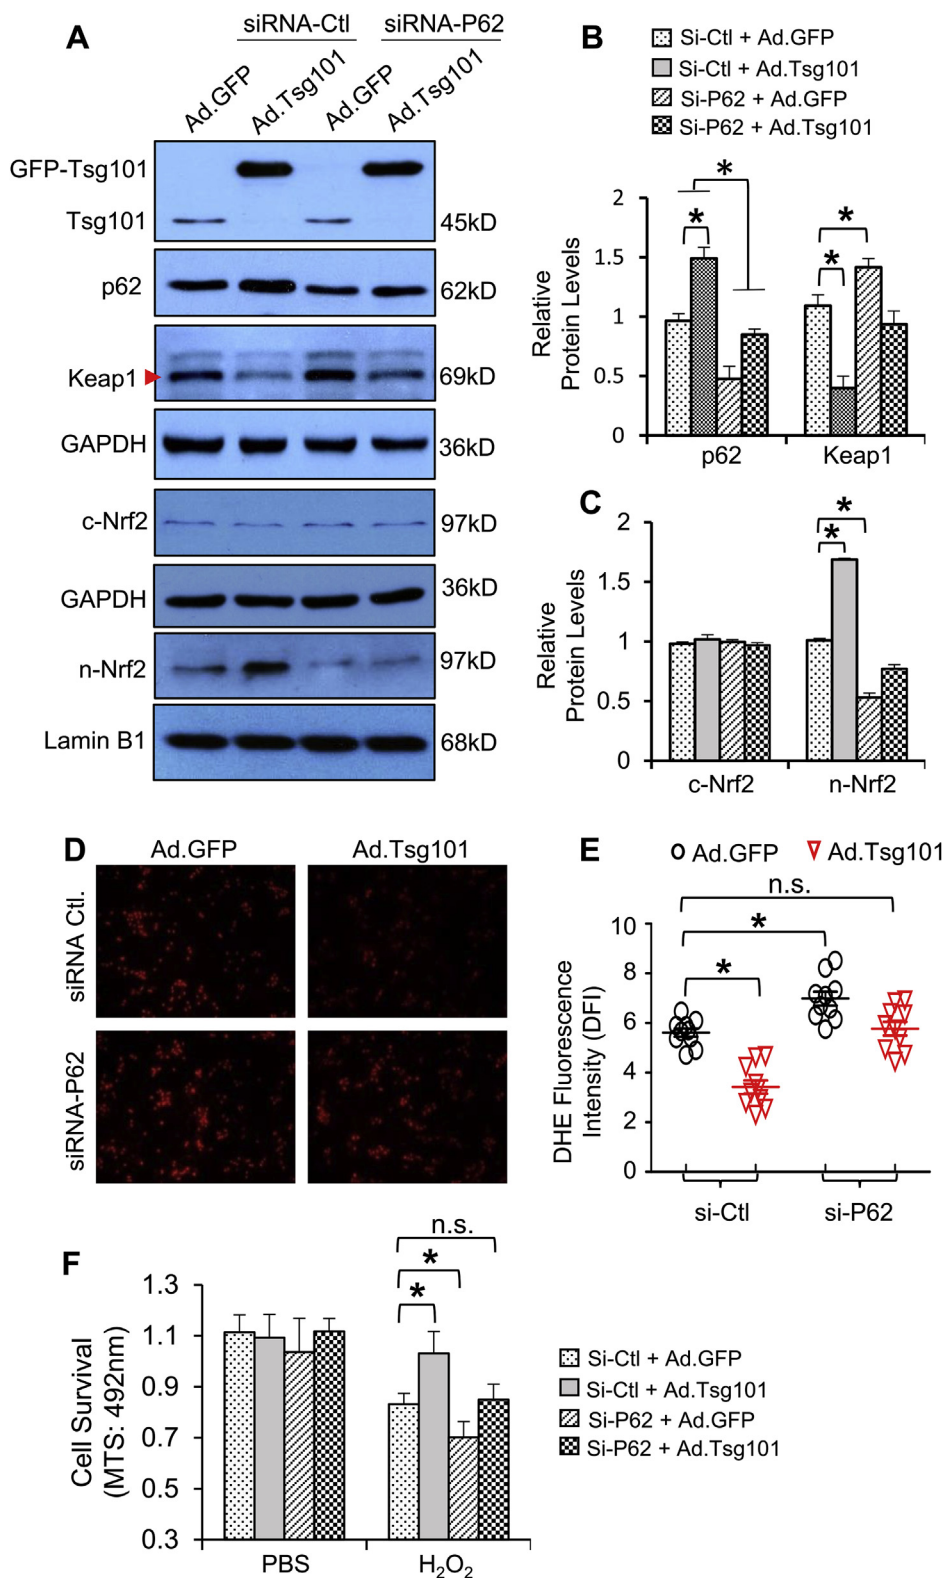 A
siRNA-Ctl
siRNA-P62
Ad.GFP
Ad.Tsg101
Ad.GFP
Ad.Tsg101
GFP-Tsg101
Tsg101
45kD
p62
62kD
Keap1
69kD
GAPDH
36kD
c-Nrf2
97kD
GAPDH
36kD
n-Nrf2
97kD
Lamin B1
68kD
B
Si-Ctl + Ad.GFP
Si-Ctl + Ad.Tsg101
Si-P62 + Ad.GFP
Si-P62 + Ad.Tsg101
Relative
Protein Levels
2
1.5
1
0.5
0
*
*
*
*
p62
Keap1
C
Relative
Protein Levels
2
1.5
1
0.5
0
*
*
c-Nrf2
n-Nrf2
D
Ad.GFP
Ad.Tsg101
siRNA Ctl.
siRNA-P62
E
Ad.GFP
Ad.Tsg101
n.s.
*
*
DHE Fluorescence
Intensity (DFI)
10
8
6
4
2
0
si-Ctl
si-P62
F
Cell Survival
(MTS: 492nm)
1.3
1.1
0.9
0.7
0.5
0.3
n.s.
*
*
PBS
H₂O₂
Si-Ctl + Ad.GFP
Si-Ctl + Ad.Tsg101
Si-P62 + Ad.GFP
Si-P62 + Ad.Tsg101